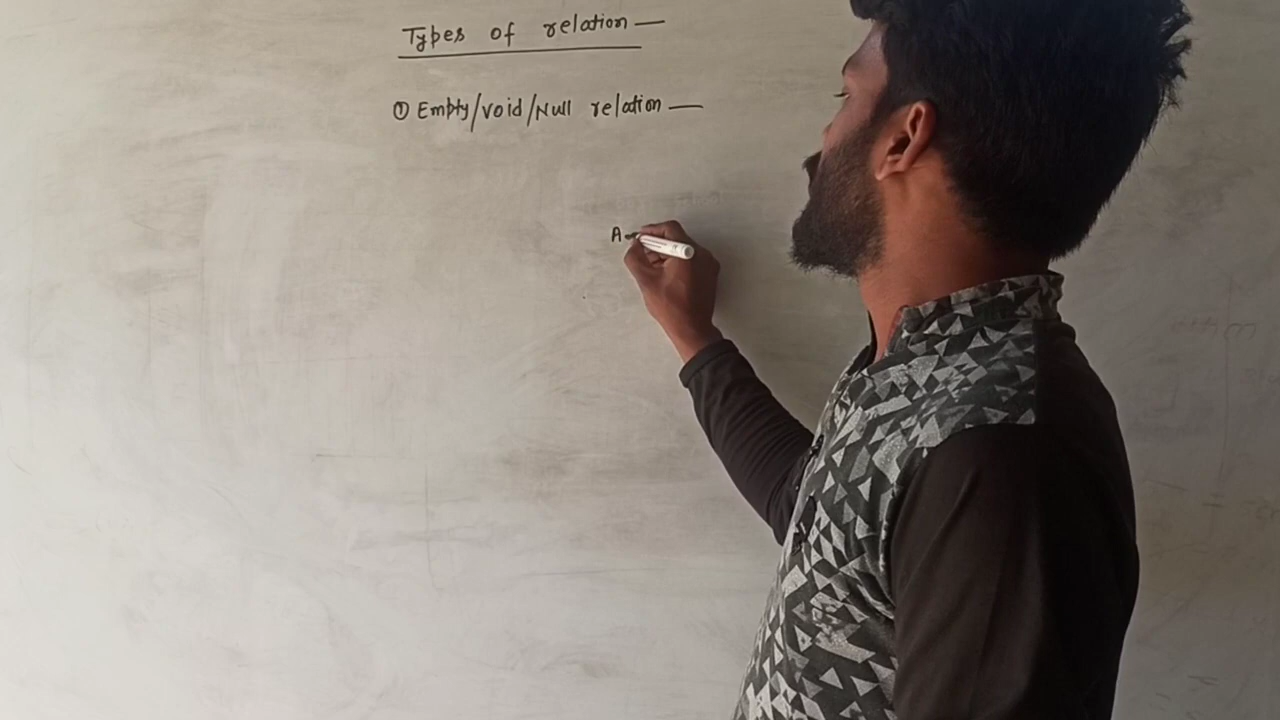 Types of relation —
① Empty/void/Null relation —
A